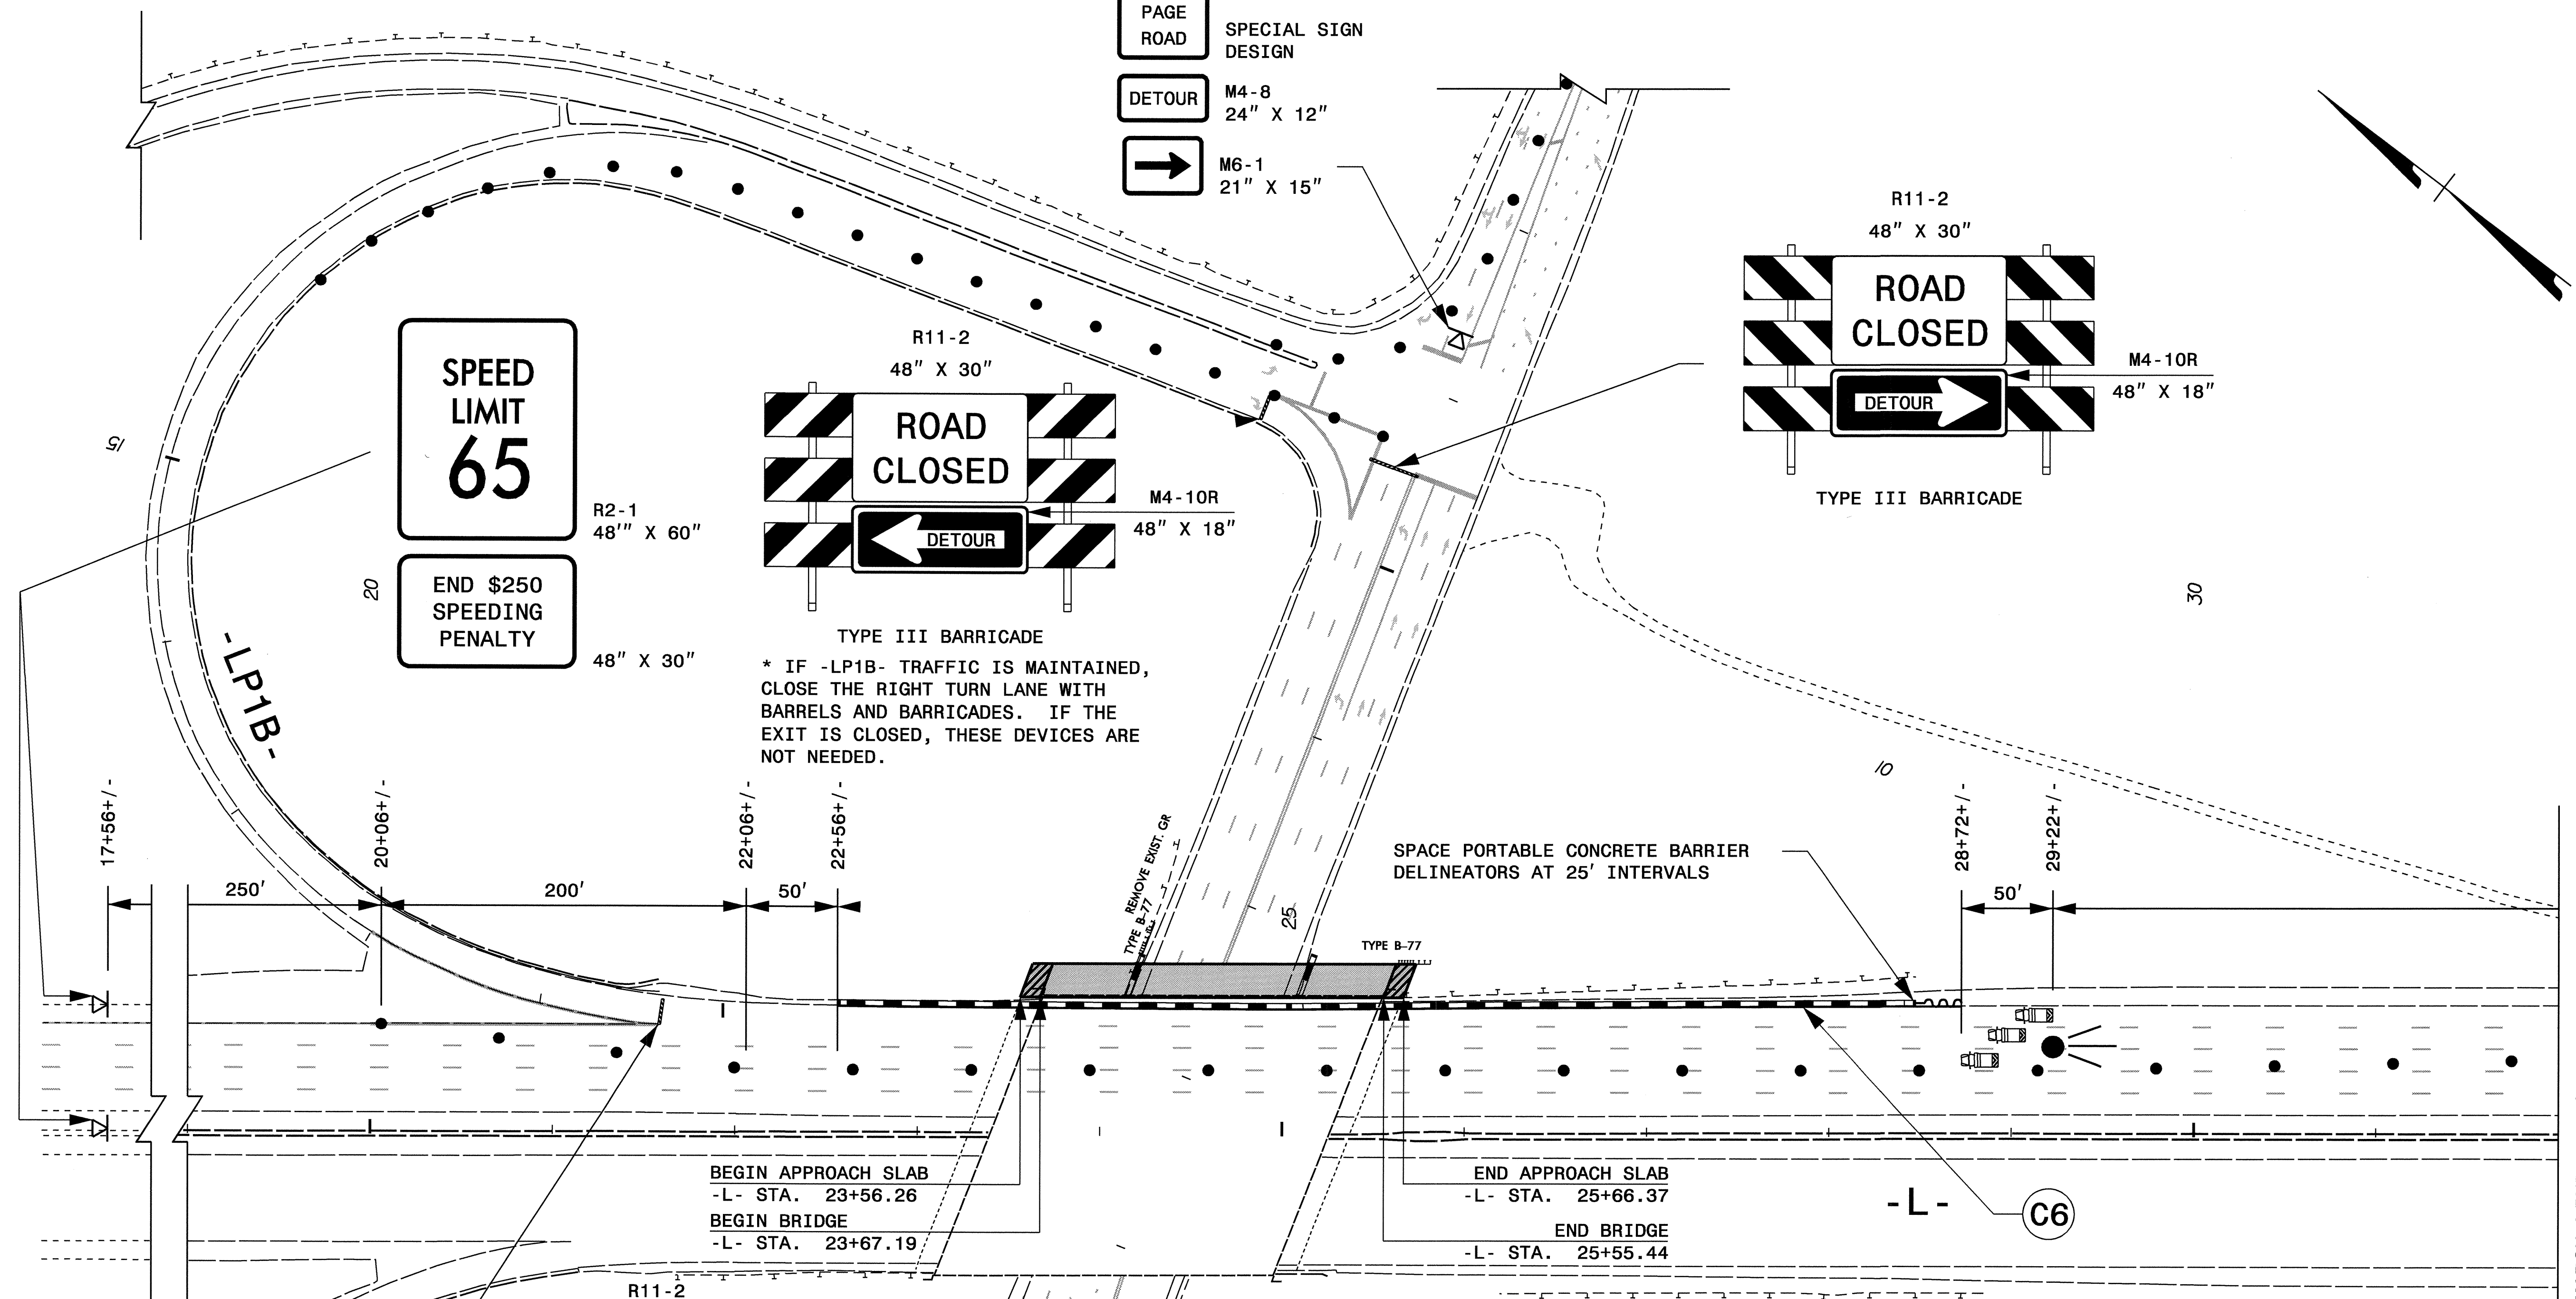 PAGE
ROAD
SPECIAL SIGN
DESIGN
DETOUR
M4-8
24" X 12"
M6-1
21" X 15"
R11-2
48" X 30"
ROAD
CLOSED
DETOUR
M4-10R
48" X 18"
TYPE III BARRICADE
SPEED
LIMIT
65
R2-1
48'" X 60"
END $250
SPEEDING
PENALTY
48" X 30"
R11-2
48" X 30"
ROAD
CLOSED
DETOUR
M4-10R
48" X 18"
TYPE III BARRICADE
* IF -LP1B- TRAFFIC IS MAINTAINED,
CLOSE THE RIGHT TURN LANE WITH
BARRELS AND BARRICADES.  IF THE
EXIT IS CLOSED, THESE DEVICES ARE
NOT NEEDED.
15
20
-LP1B-
30
10
25
17+56+/-
20+06+/-
22+06+/-
22+56+/-
28+72+/-
29+22+/-
250'
200'
50'
50'
REMOVE EXIST. GR
TYPE B-77
TYPE B-77
SPACE PORTABLE CONCRETE BARRIER
DELINEATORS AT 25' INTERVALS
BEGIN APPROACH SLAB
-L- STA.  23+56.26
BEGIN BRIDGE
-L- STA.  23+67.19
END APPROACH SLAB
-L- STA.  25+66.37
END BRIDGE
-L- STA.  25+55.44
-L-
C6
R11-2